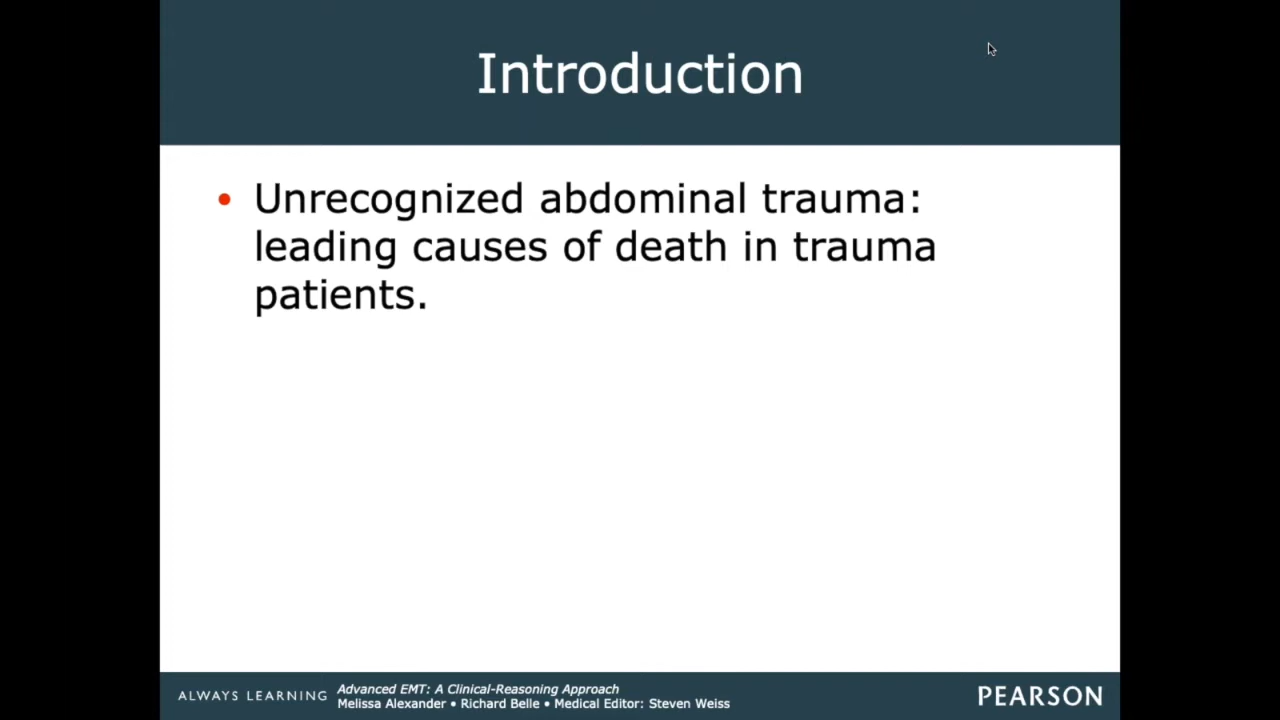 Introduction
• Unrecognized abdominal trauma:
leading causes of death in trauma
patients.
ALWAYS LEARNING
Advanced EMT: A Clinical-Reasoning Approach
Melissa Alexander • Richard Belle • Medical Editor: Steven Weiss
PEARSON